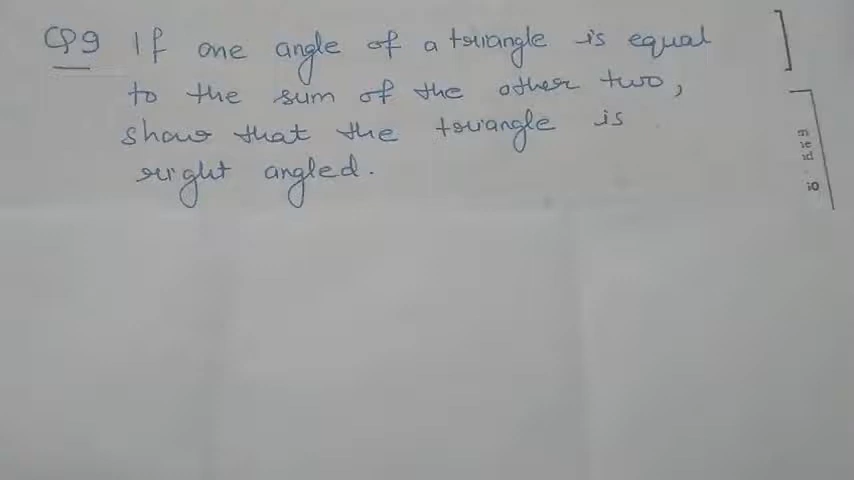 Q9 If one angle of a triangle is equal
to the sum of the other two,
show that the triangle is
right angled.